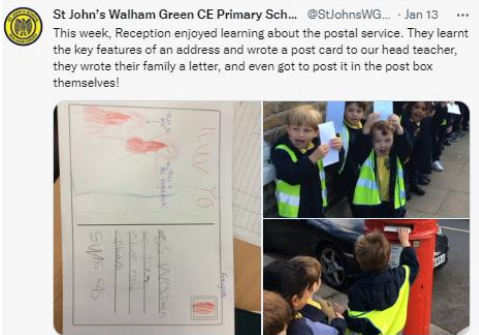 St John's Walham Green CE Primary Sch... @StJohnsWG... · Jan 13 ...
This week, Reception enjoyed learning about the postal service. They learnt
the key features of an address and wrote a post card to our head teacher,
they wrote their family a letter, and even got to post it in the post box
themselves!